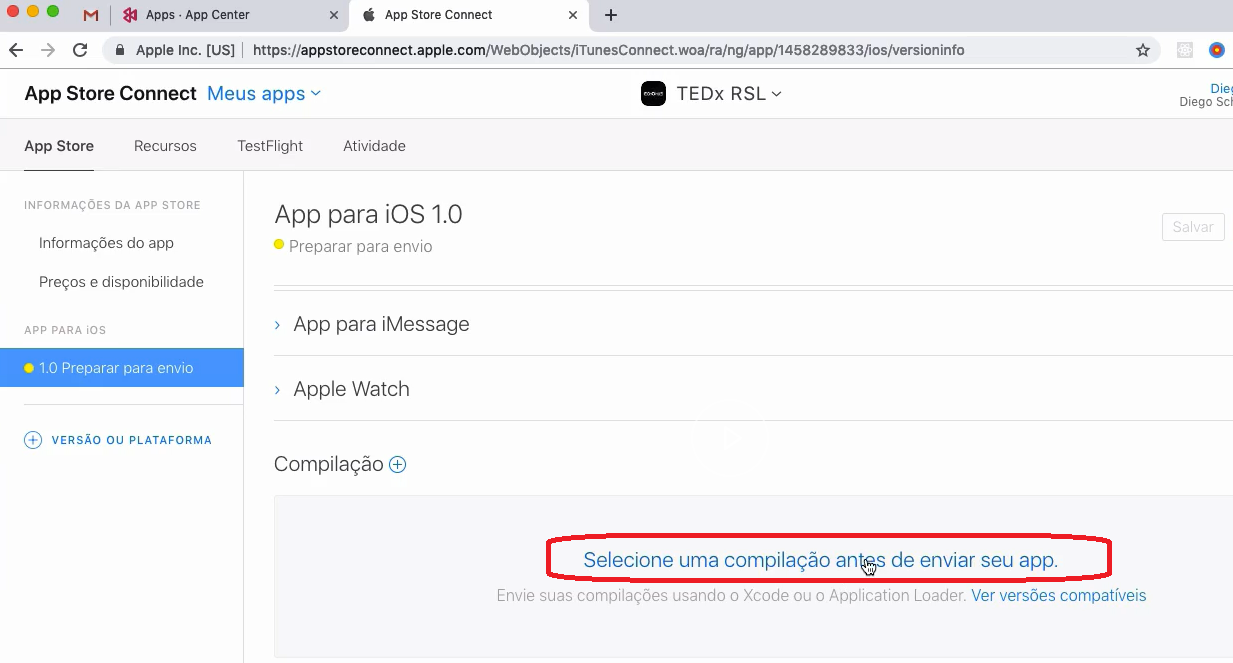 Apps · App Center
App Store Connect
Apple Inc. [US]
https://appstoreconnect.apple.com/WebObjects/iTunesConnect.woa/ra/ng/app/1458289833/ios/versioninfo
App Store Connect Meus apps
TEDx RSL
Dieg
Diego Sch
App Store Recursos TestFlight Atividade
INFORMAÇÕES DA APP STORE
Informações do app
Preços e disponibilidade
APP PARA iOS
1.0 Preparar para envio
VERSÃO OU PLATAFORMA
App para iOS 1.0
Preparar para envio
Salvar
App para iMessage
Apple Watch
Compilação
Selecione uma compilação antes de enviar seu app.
Envie suas compilações usando o Xcode ou o Application Loader. Ver versões compatíveis